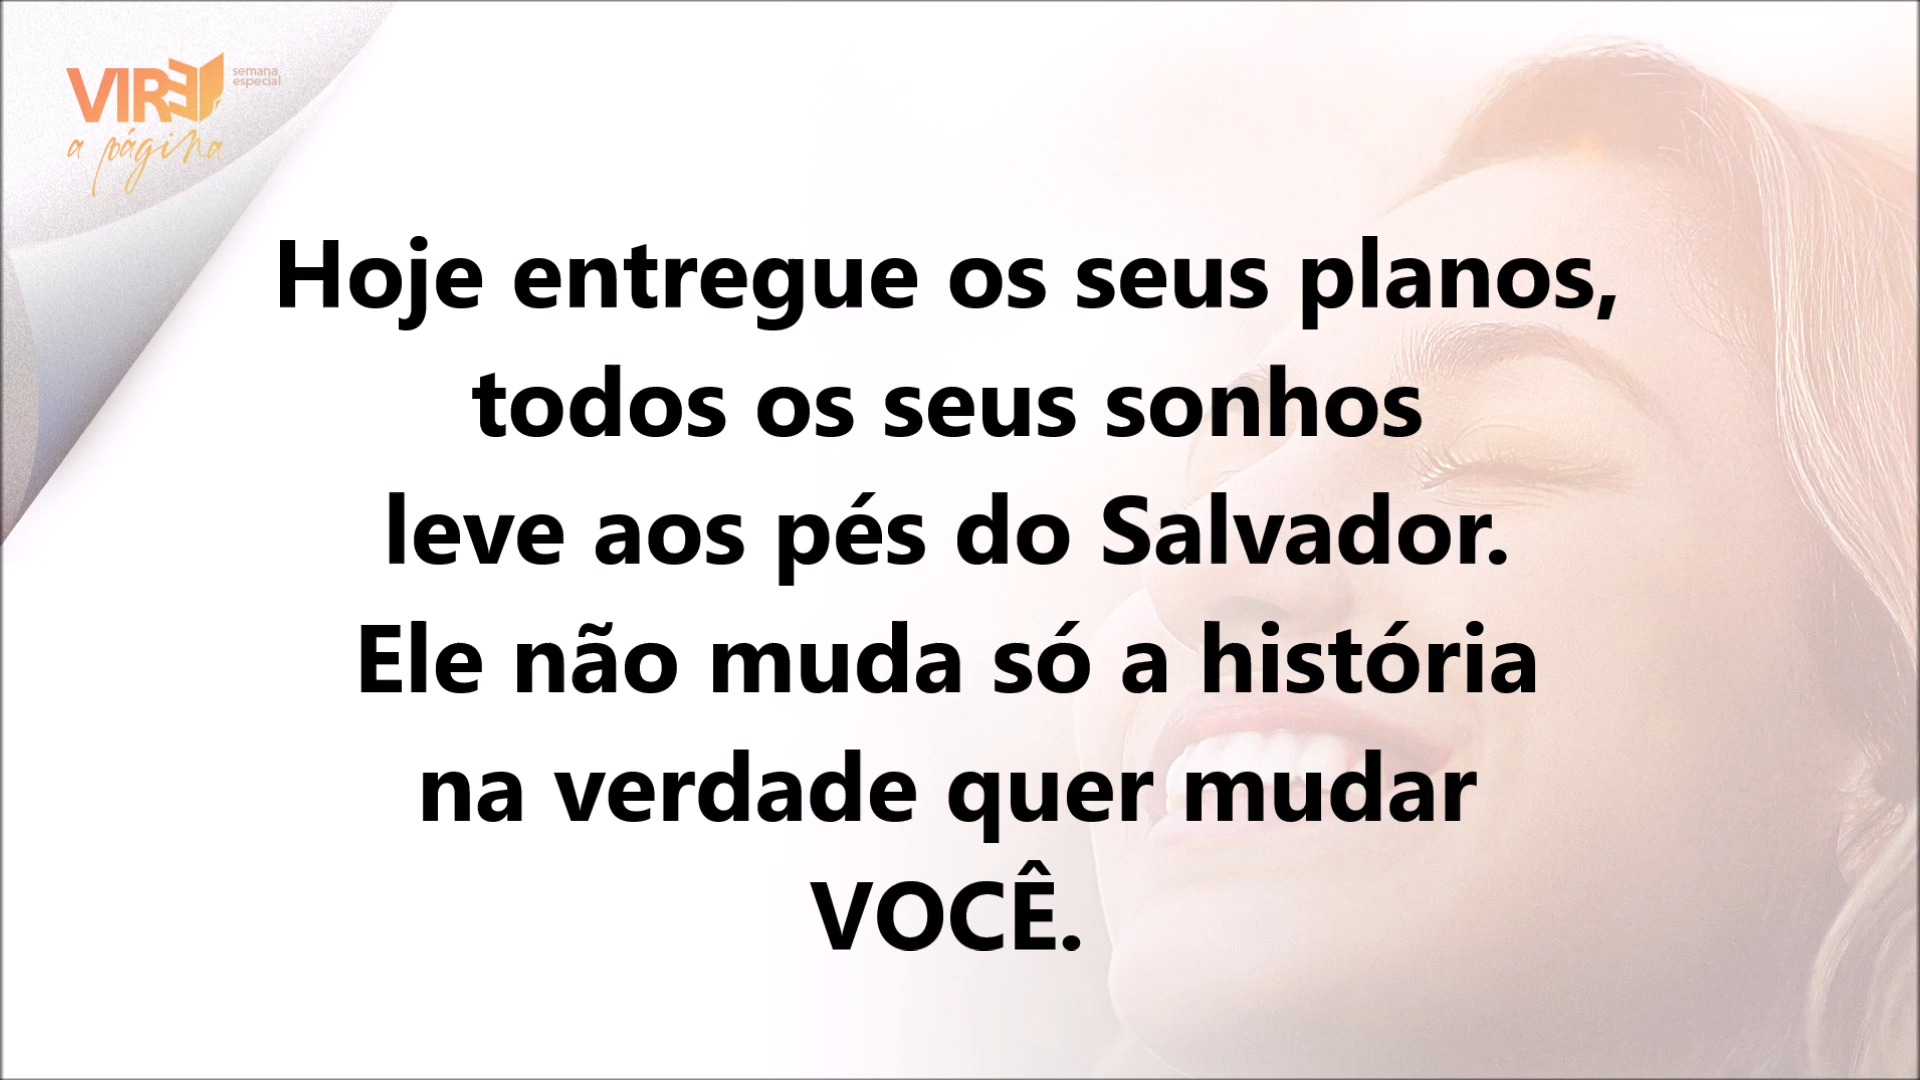 VIRE
semana
especial
a página
Hoje entregue os seus planos,
todos os seus sonhos
leve aos pés do Salvador.
Ele não muda só a história
na verdade quer mudar
VOCÊ.